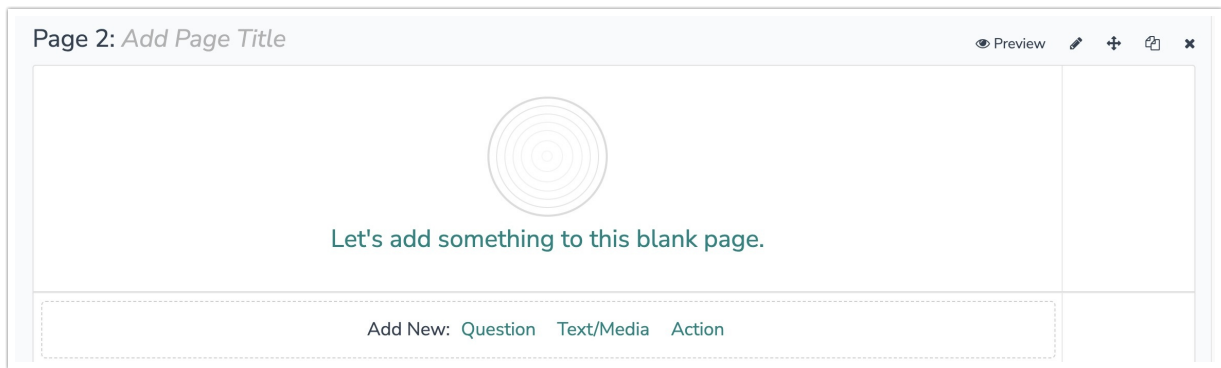 Page 2: Add Page Title
Preview
Let's add something to this blank page.
Add New: Question Text/Media Action